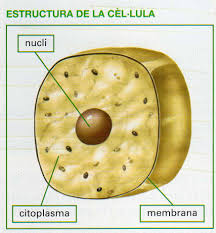 ESTRUCTURA DE LA CÈL·LULA
nucli
citoplasma
membrana